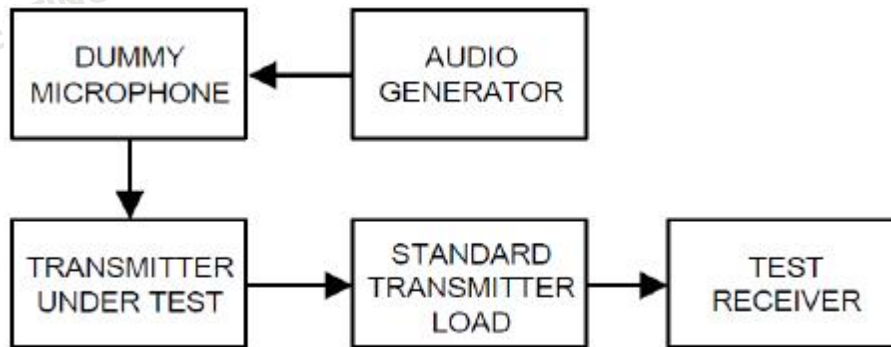 DUMMY
MICROPHONE
AUDIO
GENERATOR
TRANSMITTER
UNDER TEST
STANDARD
TRANSMITTER
LOAD
TEST
RECEIVER